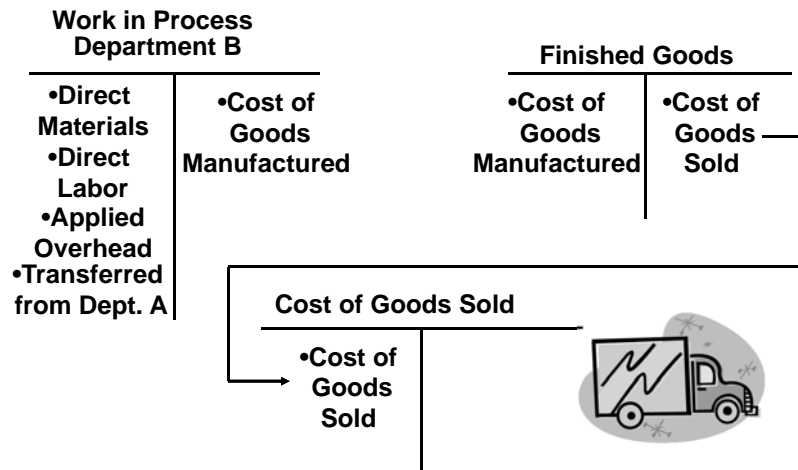 Work in Process
Department B
•Direct
Materials
•Direct
Labor
•Applied
Overhead
•Transferred
from Dept. A
•Cost of
Goods
Manufactured
Finished Goods
•Cost of
Goods
Manufactured
•Cost of
Goods
Sold
Cost of Goods Sold
•Cost of
Goods
Sold